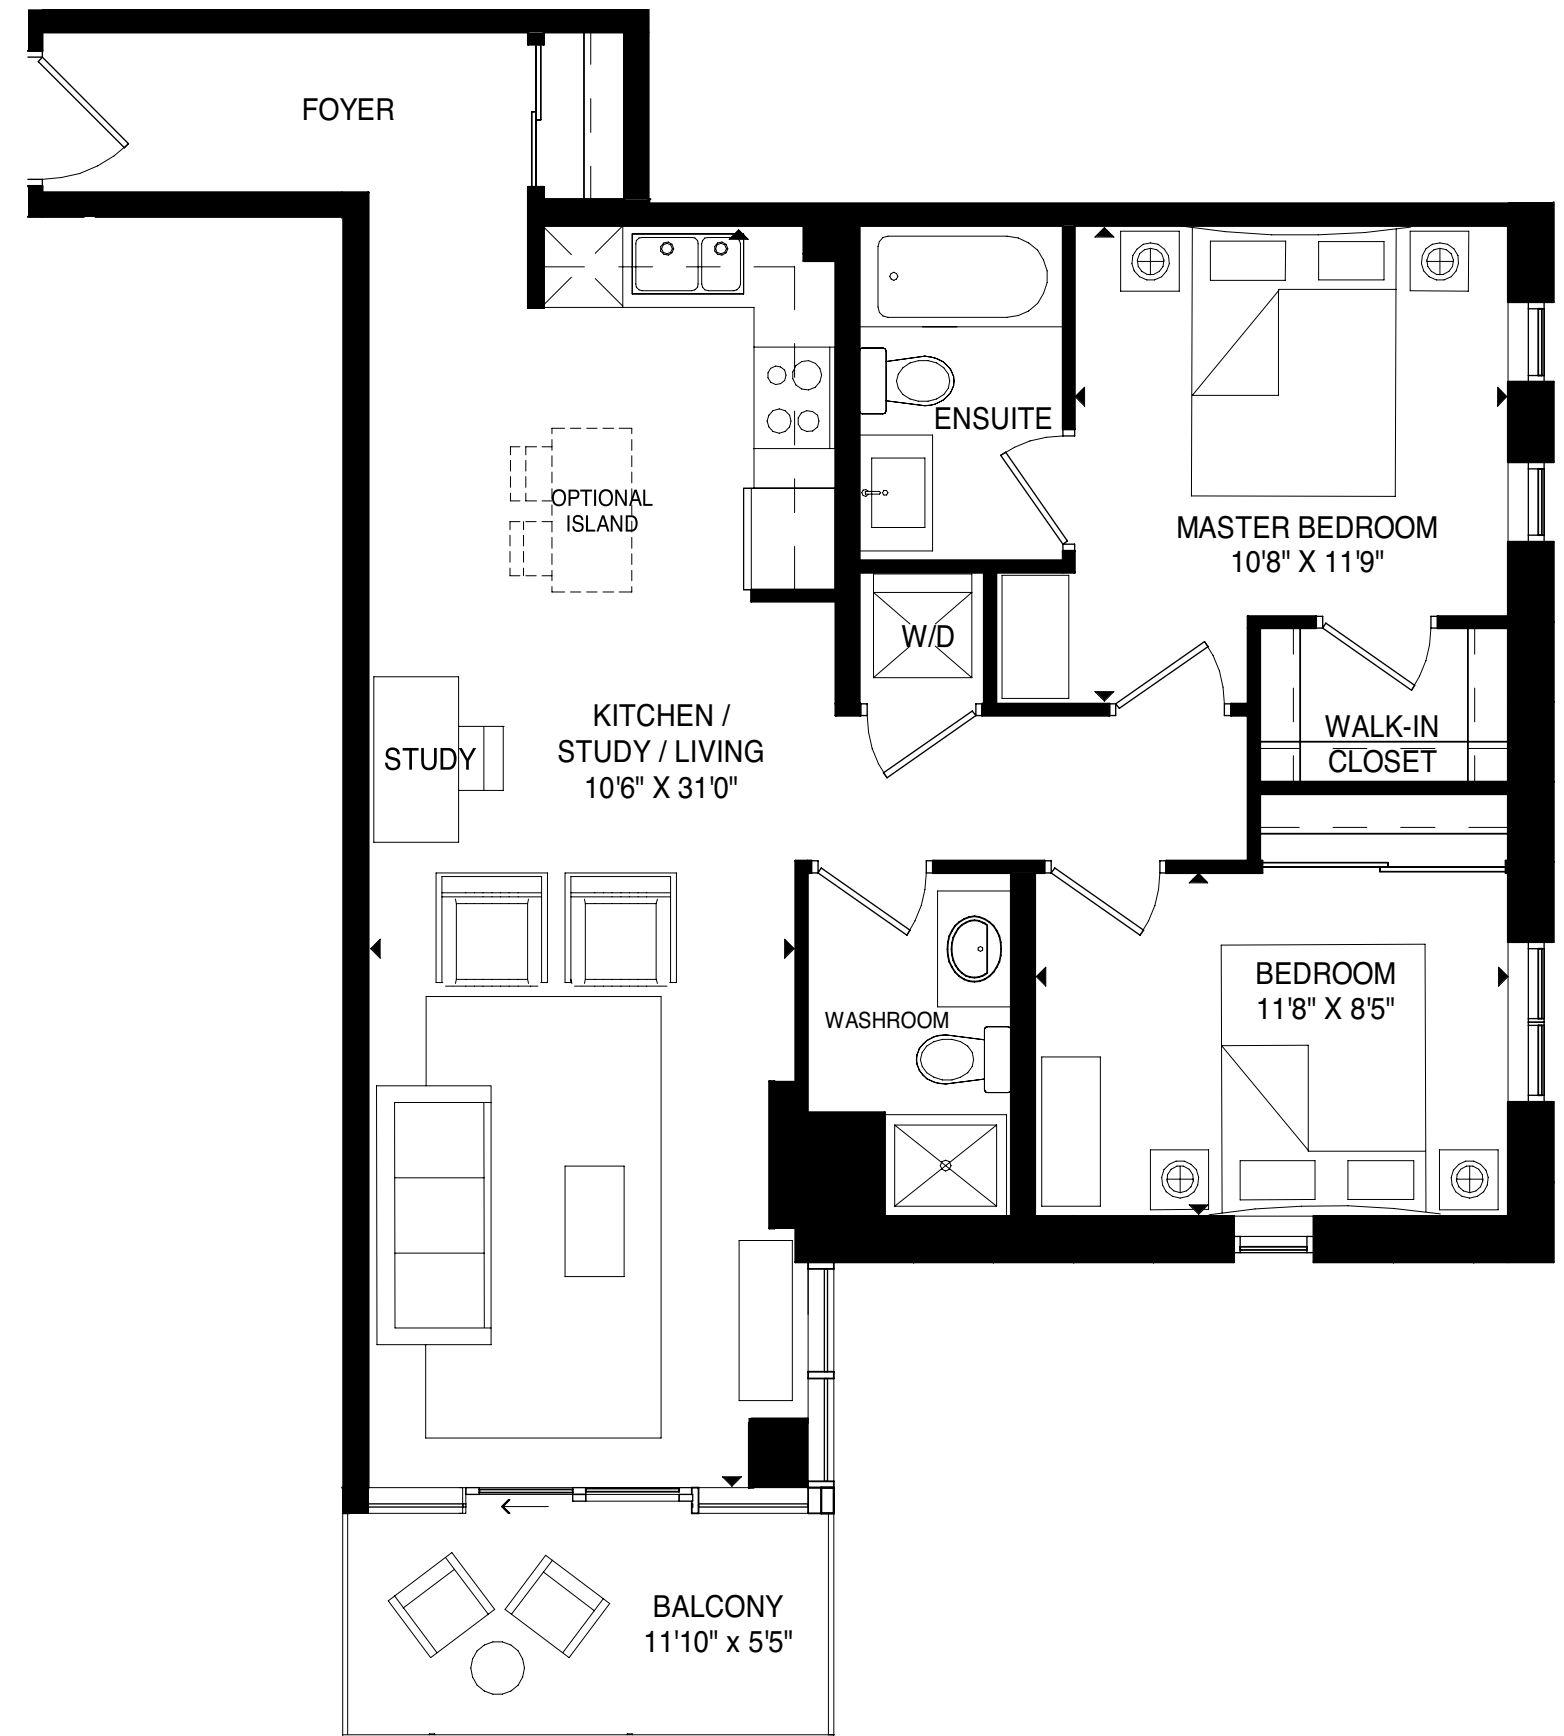 FOYER
ENSUITE
OPTIONAL
ISLAND
MASTER BEDROOM
10'8" X 11'9"
W/D
KITCHEN /
STUDY / LIVING
10'6" X 31'0"
STUDY
WALK-IN
CLOSET
BEDROOM
11'8" X 8'5"
WASHROOM
BALCONY
11'10" x 5'5"